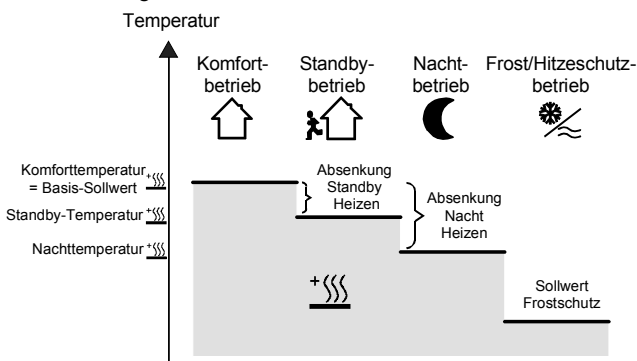 Temperatur
Komfort-
betrieb
Standby-
betrieb
Nacht-
betrieb
Frost/Hitzeschutz-
betrieb
Komforttemperatur
= Basis-Sollwert
Standby-Temperatur
Nachttemperatur
Absenkung
Standby
Heizen
Absenkung
Nacht
Heizen
Sollwert
Frostschutz